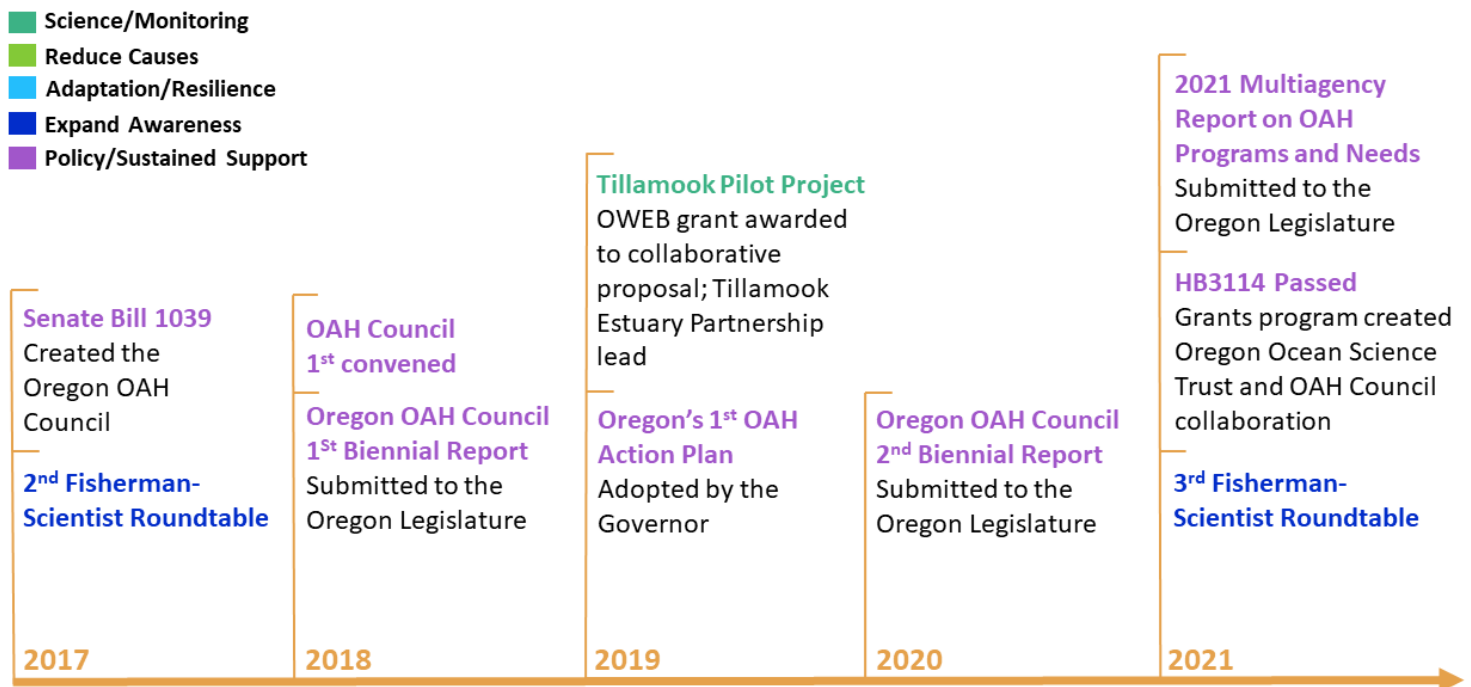 Science/Monitoring
Reduce Causes
Adaptation/Resilience
Expand Awareness
Policy/Sustained Support
Senate Bill 1039
Created the
Oregon OAH
Council
2nd Fisherman-
Scientist Roundtable
2017
OAH Council
1st convened
Oregon OAH Council
1St Biennial Report
Submitted to the
Oregon Legislature
2018
Tillamook Pilot Project
OWEB grant awarded
to collaborative
proposal; Tillamook
Estuary Partnership
lead
Oregon’s 1st OAH
Action Plan
Adopted by the
Governor
2019
Oregon OAH Council
2nd Biennial Report
Submitted to the
Oregon Legislature
2020
2021 Multiagency
Report on OAH
Programs and Needs
Submitted to the
Oregon Legislature
HB3114 Passed
Grants program created
Oregon Ocean Science
Trust and OAH Council
collaboration
3rd Fisherman-
Scientist Roundtable
2021